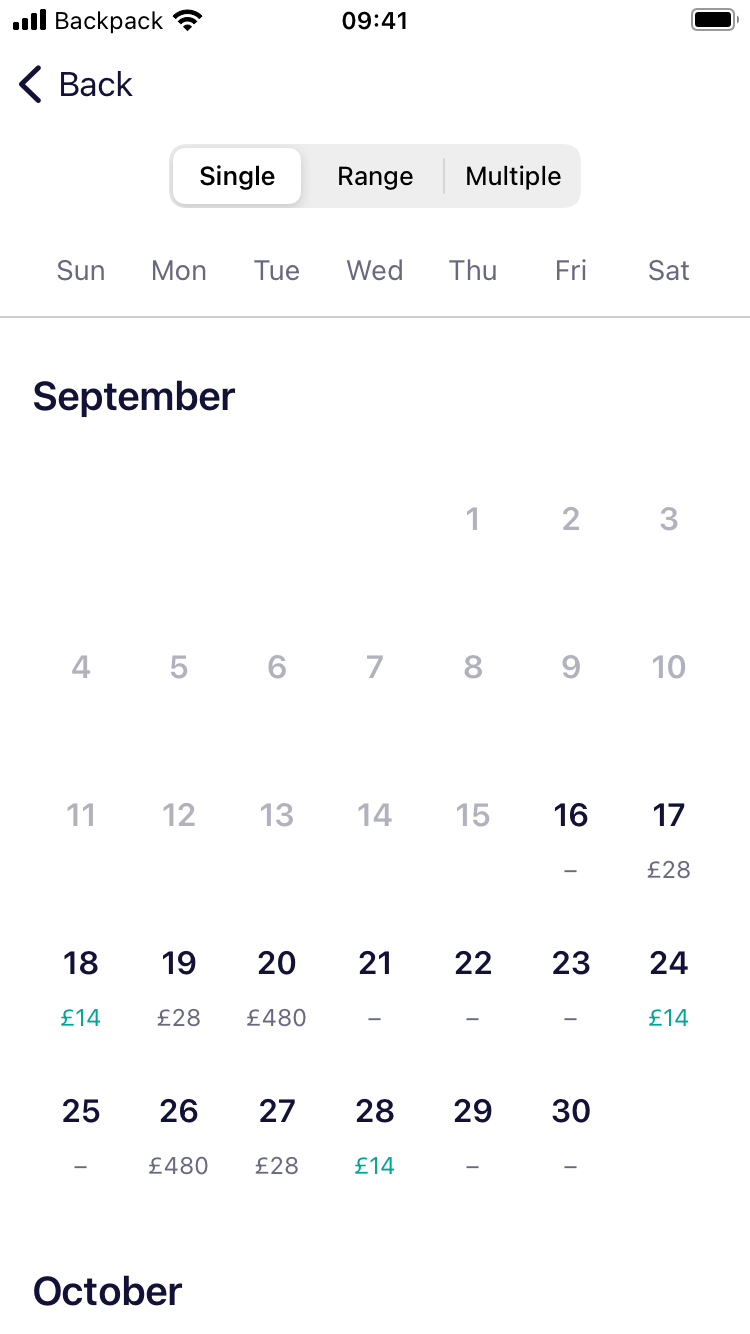 Backpack 09:41
Back
Single Range Multiple
Sun Mon Tue Wed Thu Fri Sat
September
1 2 3
4 5 6 7 8 9 10
11 12 13 14 15 16 17
– £28
18 19 20 21 22 23 24
£14 £28 £480 – – – £14
25 26 27 28 29 30
– £480 £28 £14 – –
October